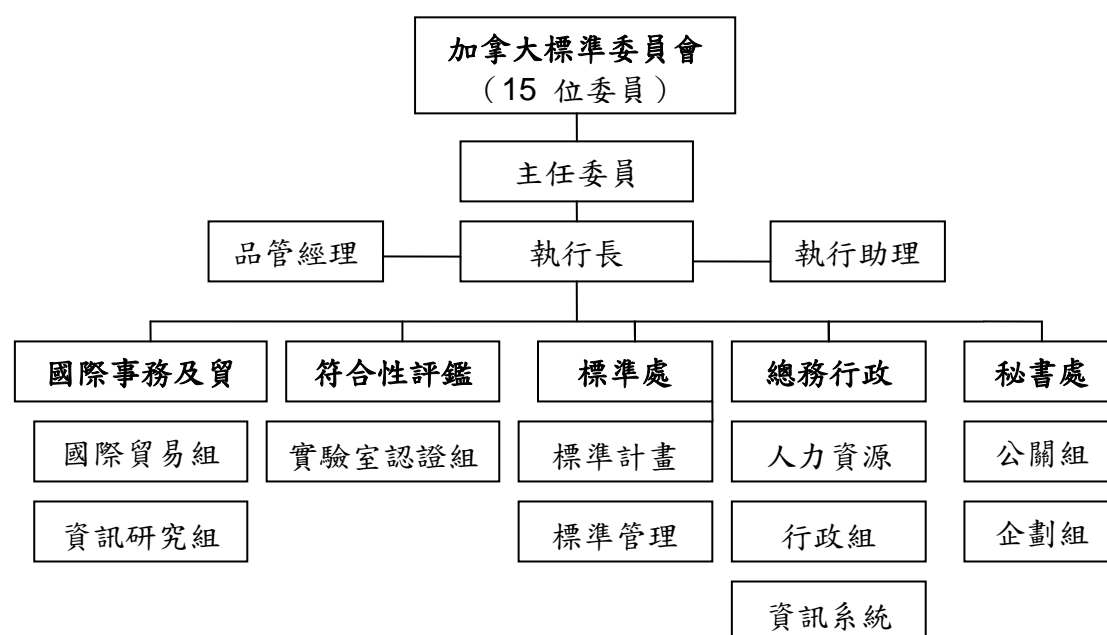 加拿大標準委員會
（15 位委員）
主任委員
品管經理
執行長
執行助理
國際事務及貿
符合性評鑑
標準處
總務行政
秘書處
國際貿易組
實驗室認證組
標準計畫
人力資源
公關組
資訊研究組
標準管理
行政組
企劃組
資訊系統